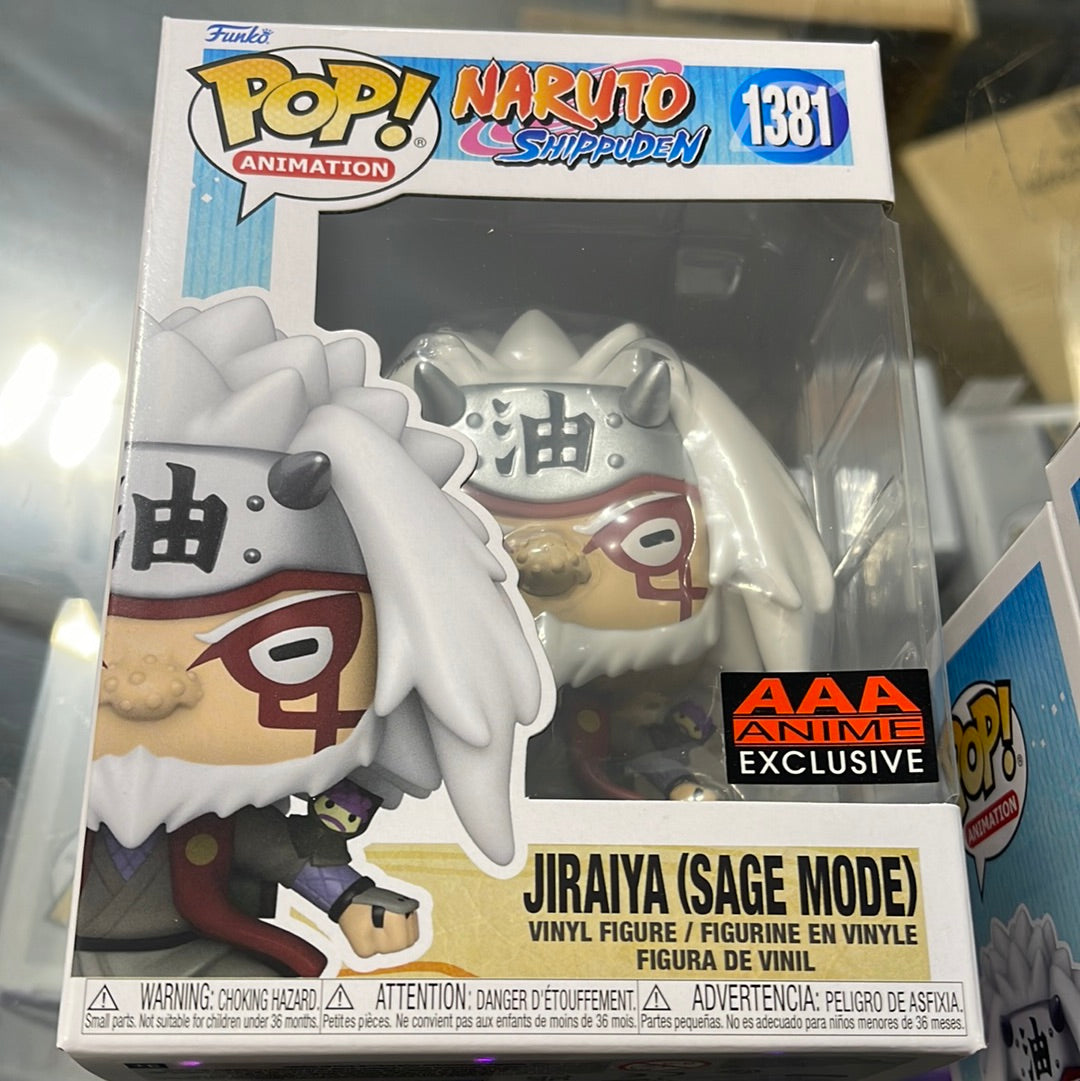 Funko
POP!®
ANIMATION
NARUTO
SHIPPUDEN
1381
油
油
AAA
ANIME
EXCLUSIVE
JIRAIYA (SAGE MODE)
VINYL FIGURE / FIGURINE EN VINYLE
FIGURA DE VINIL
WARNING: CHOKING HAZARD.
Small parts. Not suitable for children under 36 months.
ATTENTION: DANGER D'ÉTOUFFEMENT.
Petites pièces. Ne convient pas aux enfants de moins de 36 mois.
ADVERTENCIA: PELIGRO DE ASFIXIA.
Partes pequeñas. No es adecuado para niños menores de 36 meses.
POP!®
ANIMATION
油